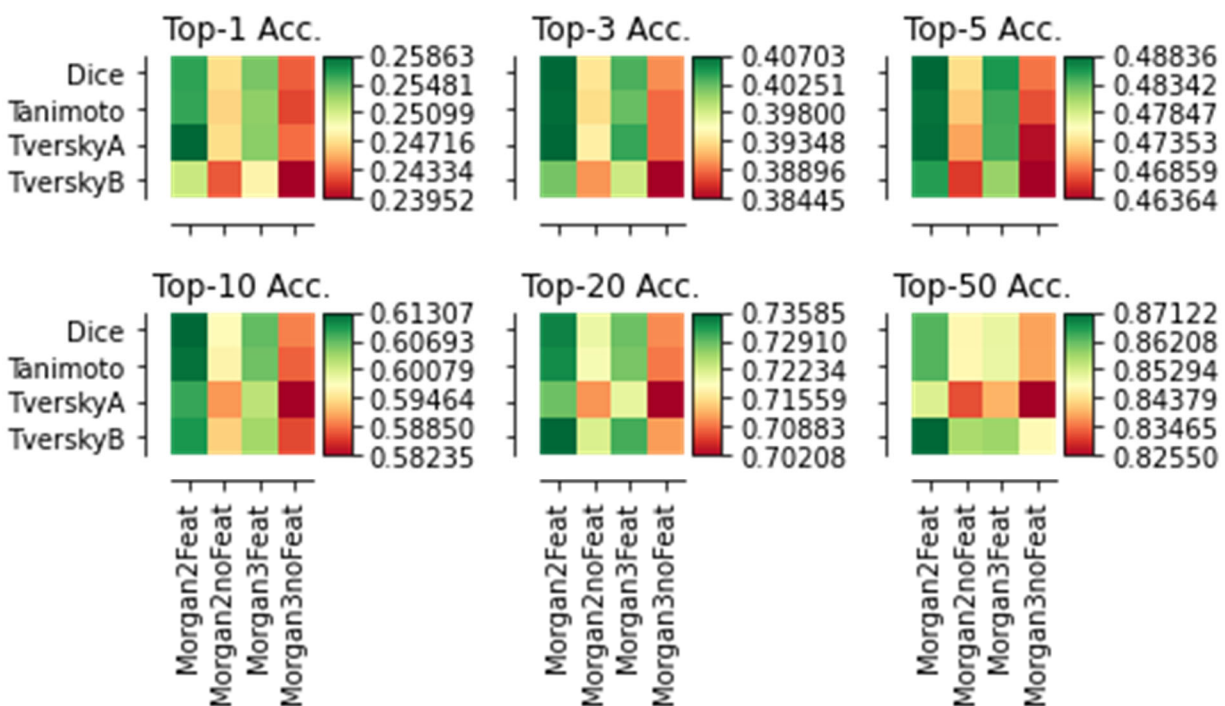 Top-1 Acc.
Top-3 Acc.
Top-5 Acc.
Dice
Tanimoto
TverskyA
TverskyB
0.25863
0.25481
0.25099
0.24716
0.24334
0.23952
0.40703
0.40251
0.39800
0.39348
0.38896
0.38445
0.48836
0.48342
0.47847
0.47353
0.46859
0.46364
Top-10 Acc.
Top-20 Acc.
Top-50 Acc.
Dice
Tanimoto
TverskyA
TverskyB
0.61307
0.60693
0.60079
0.59464
0.58850
0.58235
0.73585
0.72910
0.72234
0.71559
0.70883
0.70208
0.87122
0.86208
0.85294
0.84379
0.83465
0.82550
Morgan2Feat
Morgan2noFeat
Morgan3Feat
Morgan3noFeat
Morgan2Feat
Morgan2noFeat
Morgan3Feat
Morgan3noFeat
Morgan2Feat
Morgan2noFeat
Morgan3Feat
Morgan3noFeat